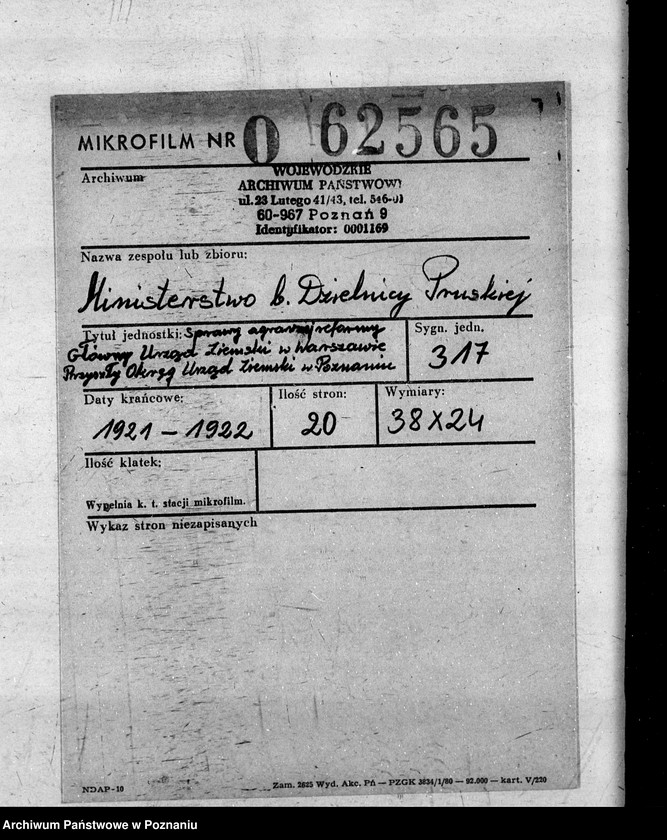 MIKROFILM NR O 62565
Archiwum
WOJEWÓDZKIE
ARCHIWUM PAŃSTWOWE
ul. 23 Lutego 41/43, tel. 546-01
60-967 Poznań 9
Identyfikator: 0001169
Nazwa zespołu lub zbioru:
Ministerstwo b. Dzielnicy Pruskiej
Tytuł jednostki: Sprawy agrarnej reformy
Główny Urząd Ziemski w Warszawie
Przyszły Okręg Urząd Ziemski w Poznaniu
Sygn. jedn.
317
Daty krańcowe:
1921 - 1922
Ilość stron:
20
Wymiary:
38x24
Ilość klatek:
Wypełnia k. t. stacji mikrofilm.
Wykaz stron niezapisanych
NDAP-10
Zam. 2625 Wyd. Akc. Pń — PZGK 3834/1/80 — 92.000 — kart. V/220
Archiwum Państwowe w Poznaniu